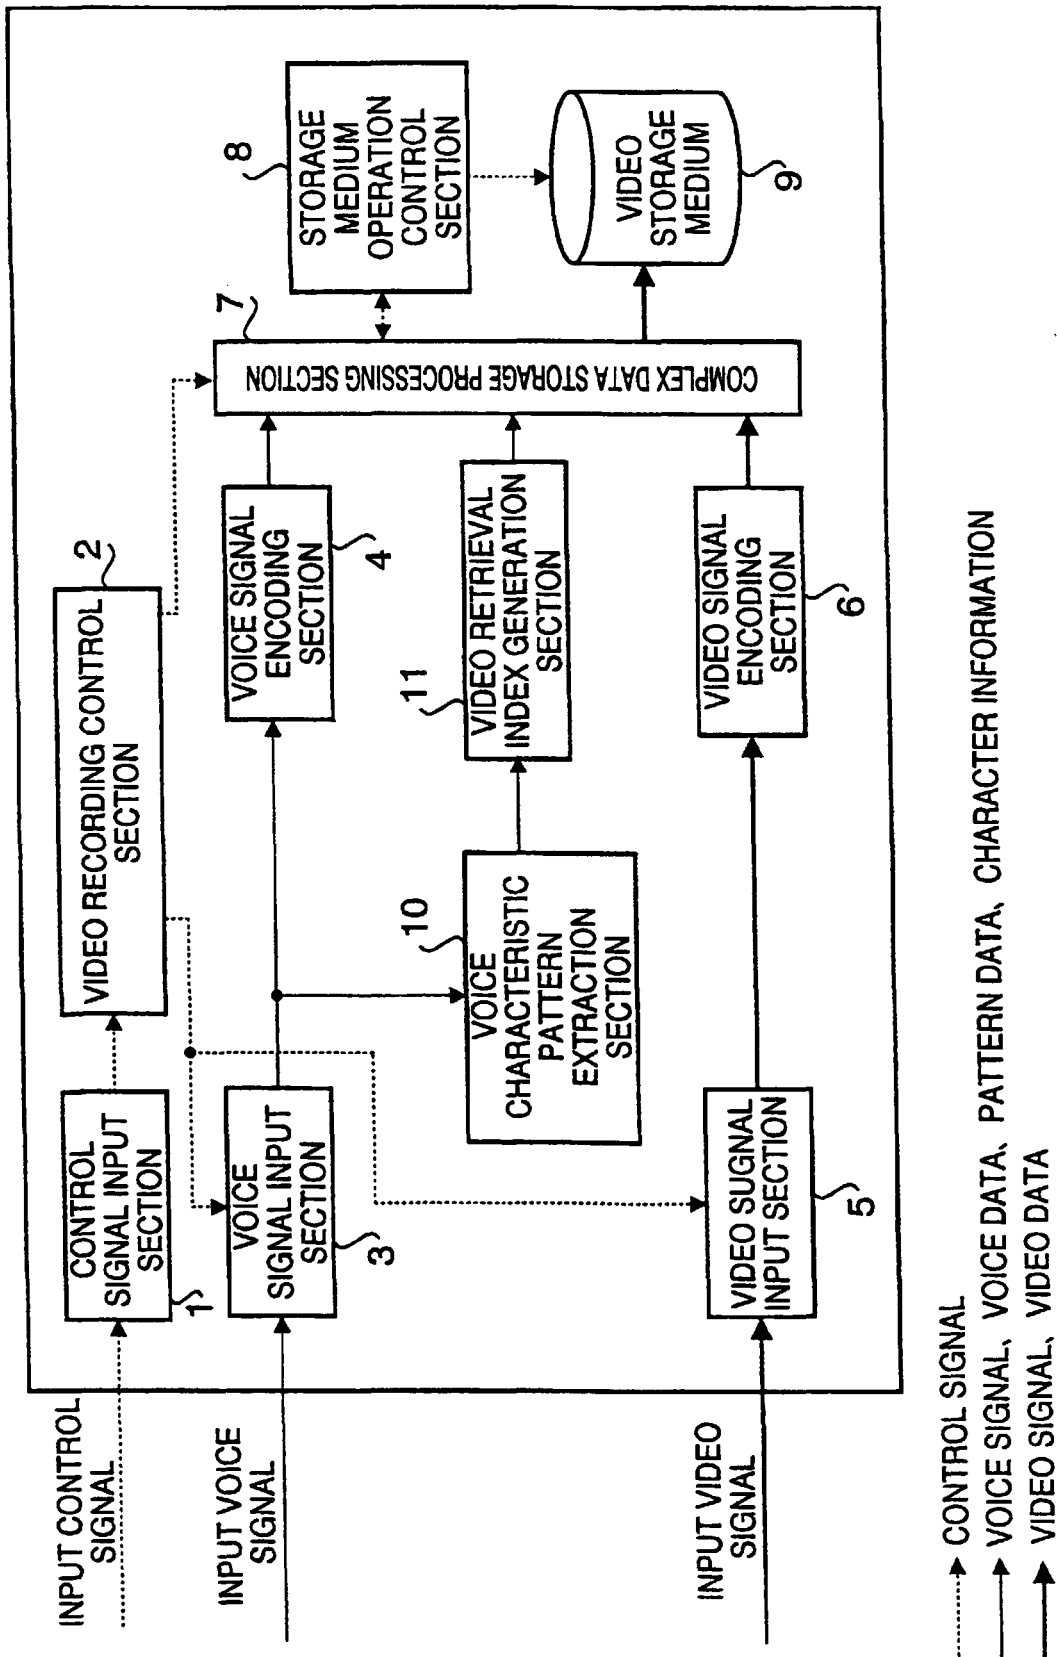 INPUT CONTROL
SIGNAL
CONTROL
SIGNAL INPUT
SECTION
1
VIDEO RECORDING CONTROL
SECTION
2
INPUT VOICE
SIGNAL
VOICE
SIGNAL INPUT
SECTION
3
VOICE SIGNAL
ENCODING
SECTION
4
VOICE
CHARACTERISTIC
PATTERN
EXTRACTION
SECTION
10
VIDEO RETRIEVAL
INDEX GENERATION
SECTION
11
INPUT VIDEO
SIGNAL
VIDEO SUGNAL
INPUT SECTION
5
VIDEO SIGNAL
ENCODING
SECTION
6
COMPLEX DATA STORAGE PROCESSING SECTION
7
STORAGE
MEDIUM
OPERATION
CONTROL
SECTION
8
VIDEO
STORAGE
MEDIUM
9
CONTROL SIGNAL
VOICE SIGNAL、VOICE DATA、PATTERN DATA、CHARACTER INFORMATION
VIDEO SIGNAL、VIDEO DATA